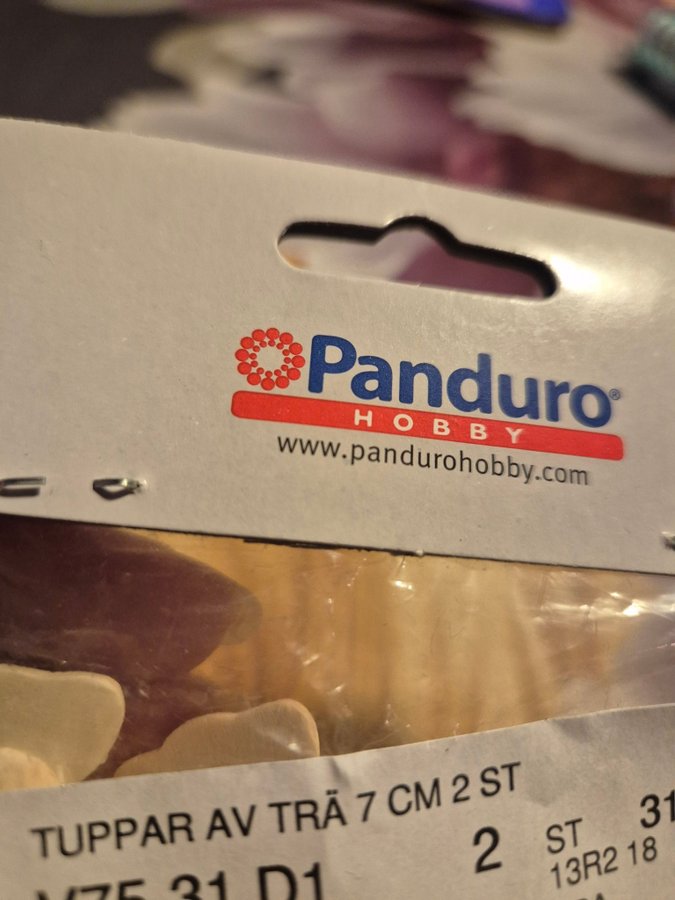 Panduro®
HOBBY
www.pandurohobby.com
TUPPAR AV TRÄ 7 CM 2 ST
2 ST 31
13R2 18